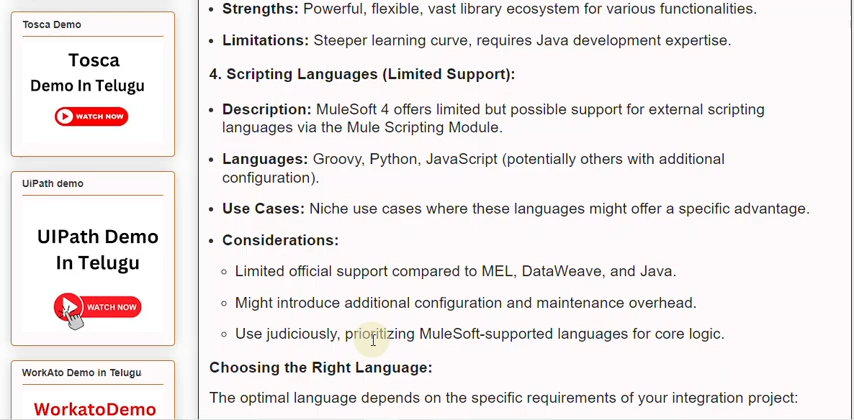 Tosca Demo
Tosca
Demo In Telugu
WATCH NOW
UiPath demo
UIPath Demo
In Telugu
WATCH NOW
WorkAto Demo in Telugu
WorkatoDemo
• Strengths: Powerful, flexible, vast library ecosystem for various functionalities.
• Limitations: Steeper learning curve, requires Java development expertise.
4. Scripting Languages (Limited Support):
• Description: MuleSoft 4 offers limited but possible support for external scripting
languages via the Mule Scripting Module.
• Languages: Groovy, Python, JavaScript (potentially others with additional
configuration).
• Use Cases: Niche use cases where these languages might offer a specific advantage.
• Considerations:
○ Limited official support compared to MEL, DataWeave, and Java.
○ Might introduce additional configuration and maintenance overhead.
○ Use judiciously, prioritizing MuleSoft-supported languages for core logic.
Choosing the Right Language:
The optimal language depends on the specific requirements of your integration project: